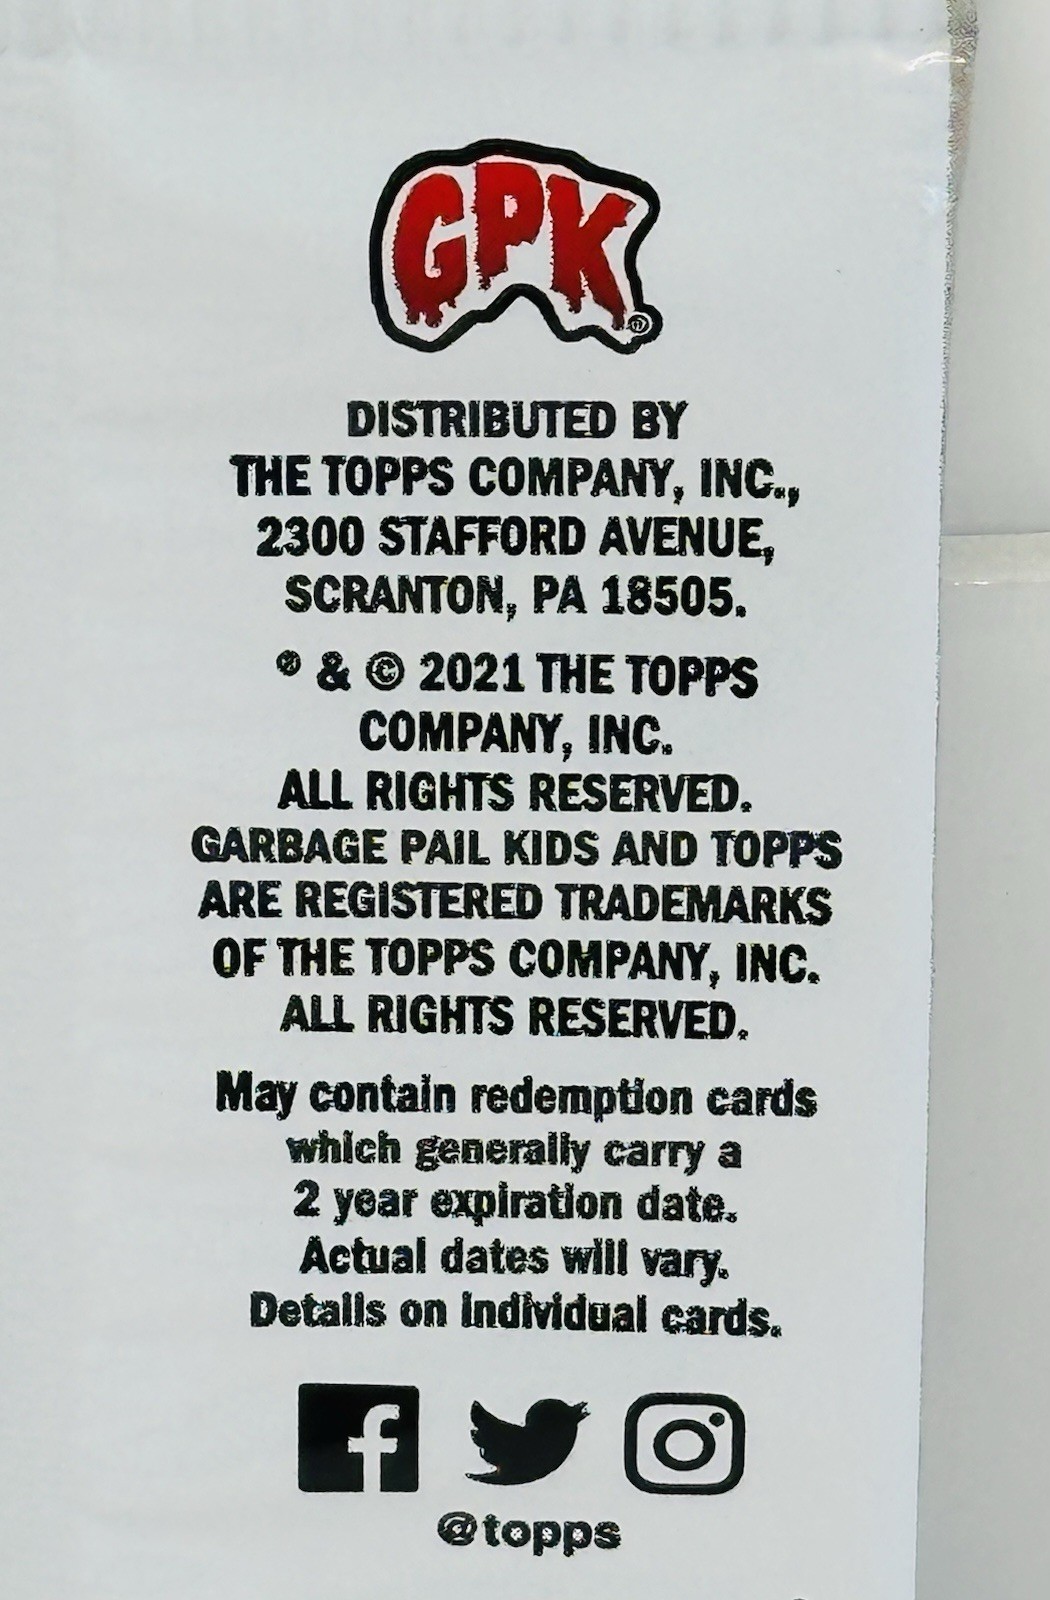 GPK®
DISTRIBUTED BY
THE TOPPS COMPANY, INC.,
2300 STAFFORD AVENUE,
SCRANTON, PA 18505.
® & © 2021 THE TOPPS
COMPANY, INC.
ALL RIGHTS RESERVED.
GARBAGE PAIL KIDS AND TOPPS
ARE REGISTERED TRADEMARKS
OF THE TOPPS COMPANY, INC.
ALL RIGHTS RESERVED.
May contain redemption cards
which generally carry a
2 year expiration date.
Actual dates will vary.
Details on individual cards.
@topps